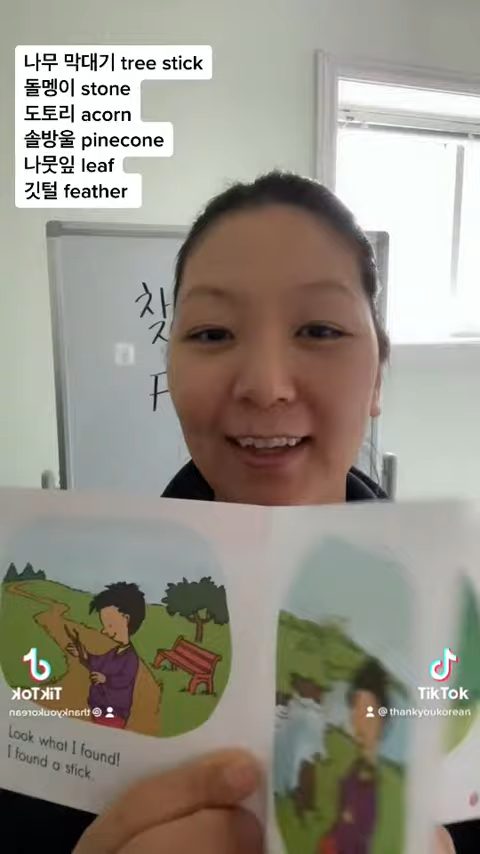 나무 막대기 tree stick
돌멩이 stone
도토리 acorn
솔방울 pinecone
나뭇잎 leaf
깃털 feather
찾
F
TikTok
@thankyoukorean
TikTok
@thankyoukorean
Look what I found!
I found a stick.